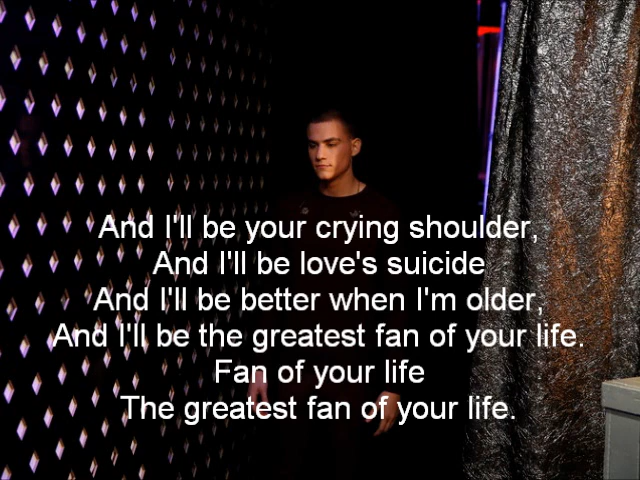 And I'll be your crying shoulder,
And I'll be love's suicide
And I'll be better when I'm older,
And I'll be the greatest fan of your life.
Fan of your life
The greatest fan of your life.